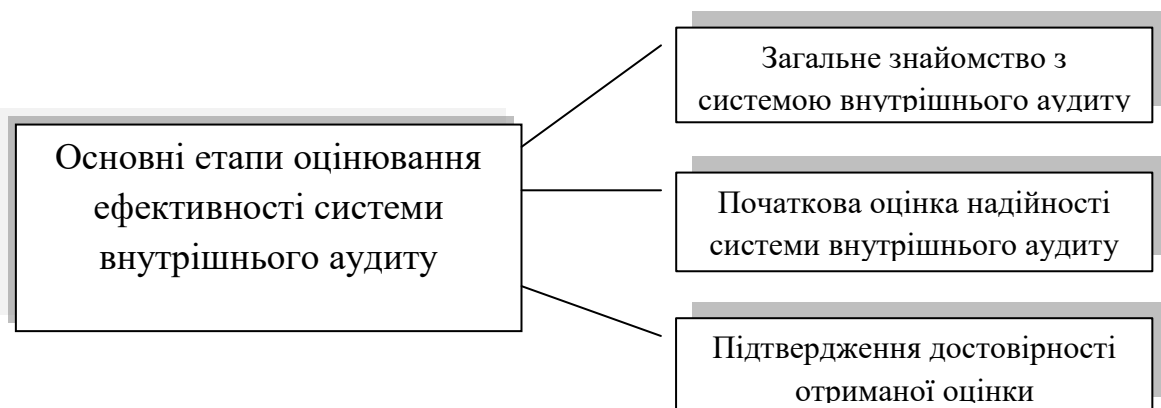 Основні етапи оцінювання
ефективності системи
внутрішнього аудиту
Загальне знайомство з
системою внутрішнього аудиту
Початкова оцінка надійності
системи внутрішнього аудиту
Підтвердження достовірності
отриманої оцінки